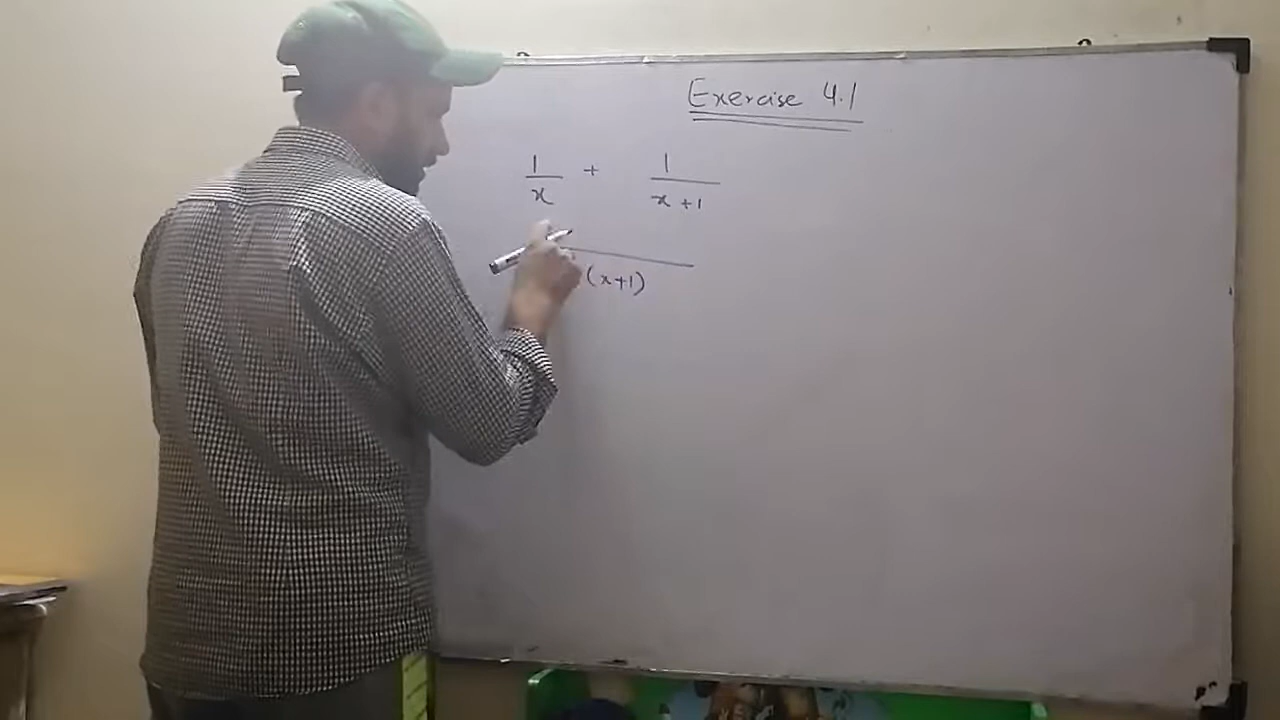 Exercise 4.1
1/x + 1/x+1
(x+1)